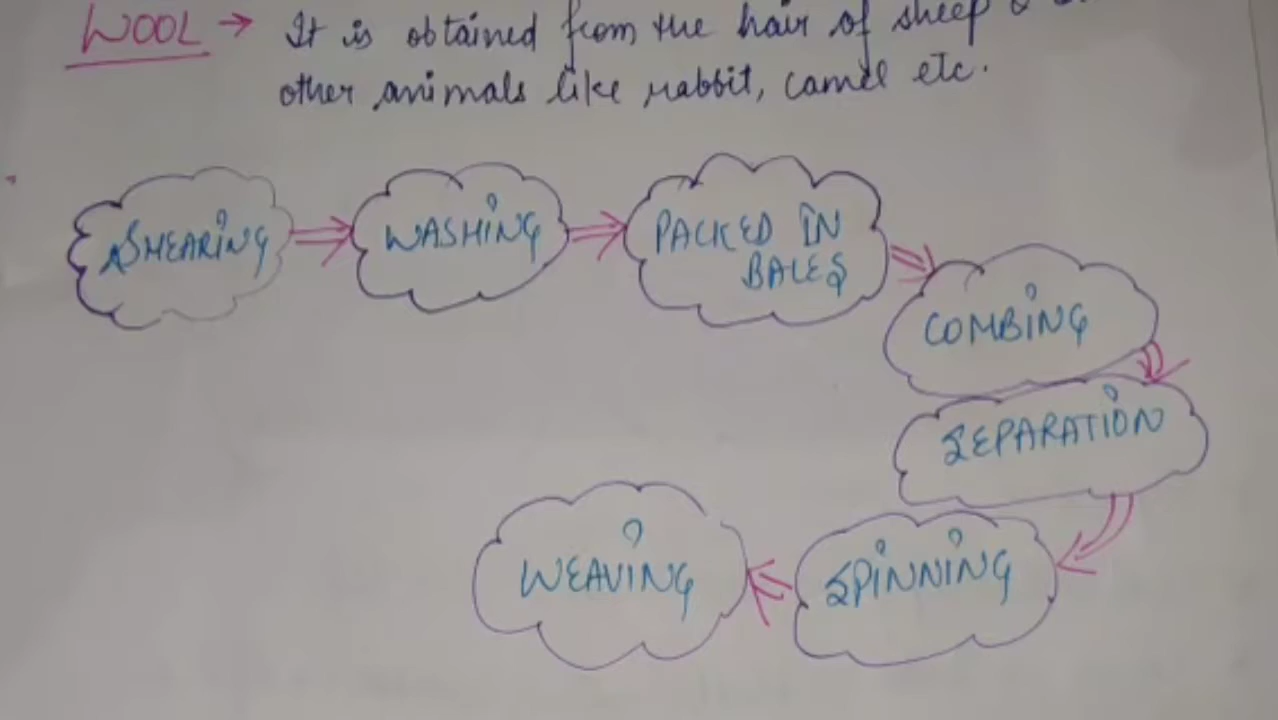 WOOL → It is obtained from the hair of sheep &
other animals like rabbit, camel etc.
SHEARING
WASHING
PACKED IN
BALES
COMBING
SEPARATION
SPINNING
WEAVING